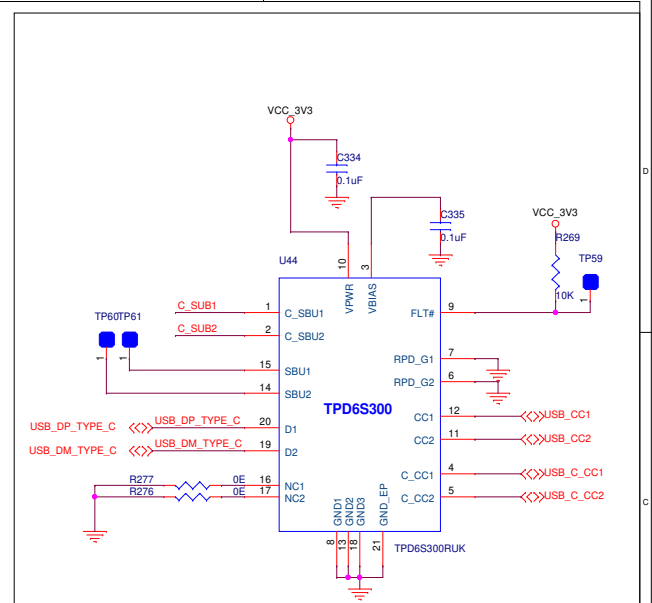 VCC_3V3
C334
0.1uF
D
C335
0.1uF
VCC_3V3
R269
10K
TP59
1
U44
10
3
VPWR
VBIAS
C_SUB1
1
C_SBU1
9
FLT#
C_SUB2
2
C_SBU2
TP60TP61
1
1
15
SBU1
7
RPD_G1
14
SBU2
6
RPD_G2
TPD6S300
USB_DP_TYPE_C
USB_DP_TYPE_C
20
D1
12
CC1
USB_CC1
USB_DM_TYPE_C
USB_DM_TYPE_C
19
D2
11
CC2
USB_CC2
R277
0E
16
NC1
4
C_CC1
USB_C_CC1
R276
0E
17
NC2
5
C_CC2
USB_C_CC2
C
GND1
GND2
GND3
GND_EP
8
13
18
21
TPD6S300RUK